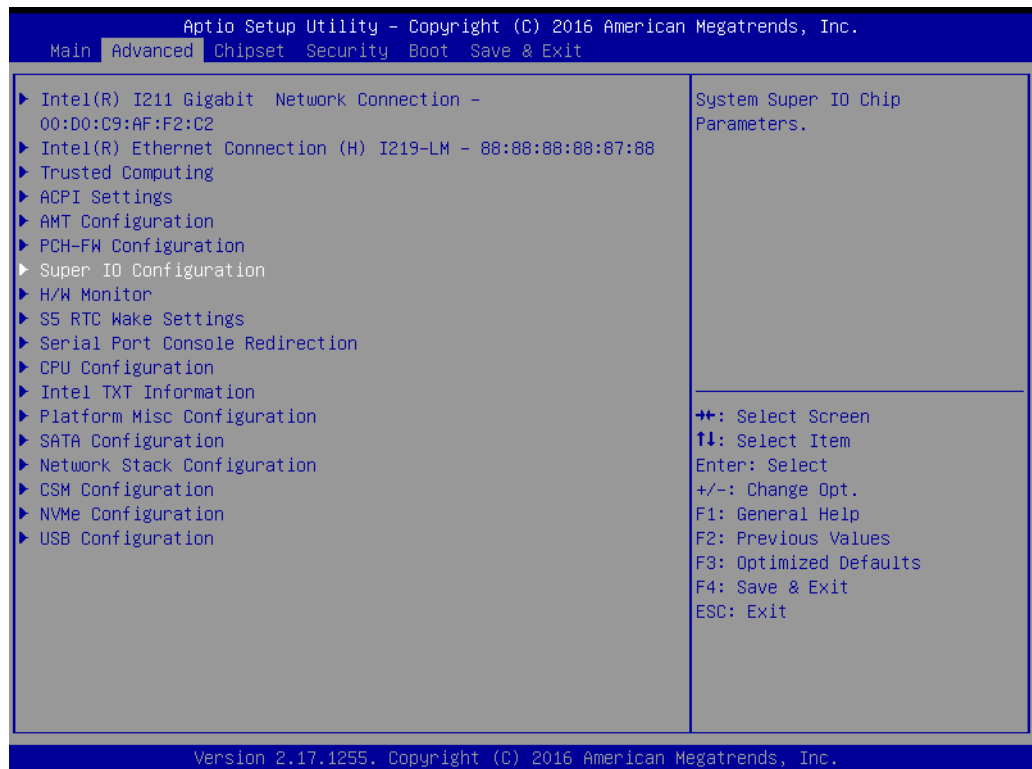 Aptio Setup Utility – Copyright (C) 2016 American Megatrends, Inc.
Main Advanced Chipset Security Boot Save & Exit
▶ Intel(R) I211 Gigabit Network Connection –
00:D0:C9:AF:F2:C2
▶ Intel(R) Ethernet Connection (H) I219–LM – 88:88:88:88:87:88
▶ Trusted Computing
▶ ACPI Settings
▶ AMT Configuration
▶ PCH–FW Configuration
▶ Super IO Configuration
▶ H/W Monitor
▶ S5 RTC Wake Settings
▶ Serial Port Console Redirection
▶ CPU Configuration
▶ Intel TXT Information
▶ Platform Misc Configuration
▶ SATA Configuration
▶ Network Stack Configuration
▶ CSM Configuration
▶ NVMe Configuration
▶ USB Configuration
System Super IO Chip
Parameters.
→←: Select Screen
↑↓: Select Item
Enter: Select
+/–: Change Opt.
F1: General Help
F2: Previous Values
F3: Optimized Defaults
F4: Save & Exit
ESC: Exit
Version 2.17.1255. Copyright (C) 2016 American Megatrends, Inc.